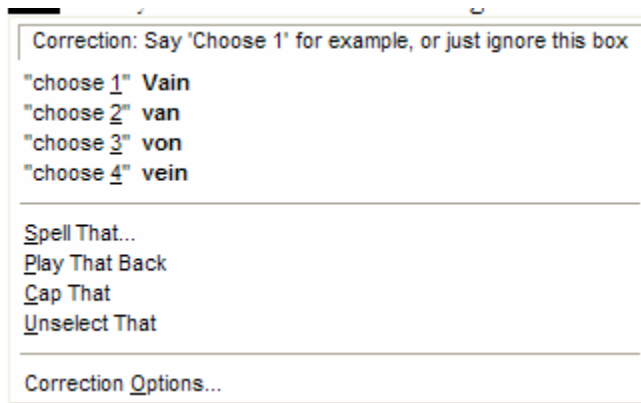 Correction: Say 'Choose 1' for example, or just ignore this box
"choose 1" Vain
"choose 2" van
"choose 3" von
"choose 4" vein
Spell That...
Play That Back
Cap That
Unselect That
Correction Options...